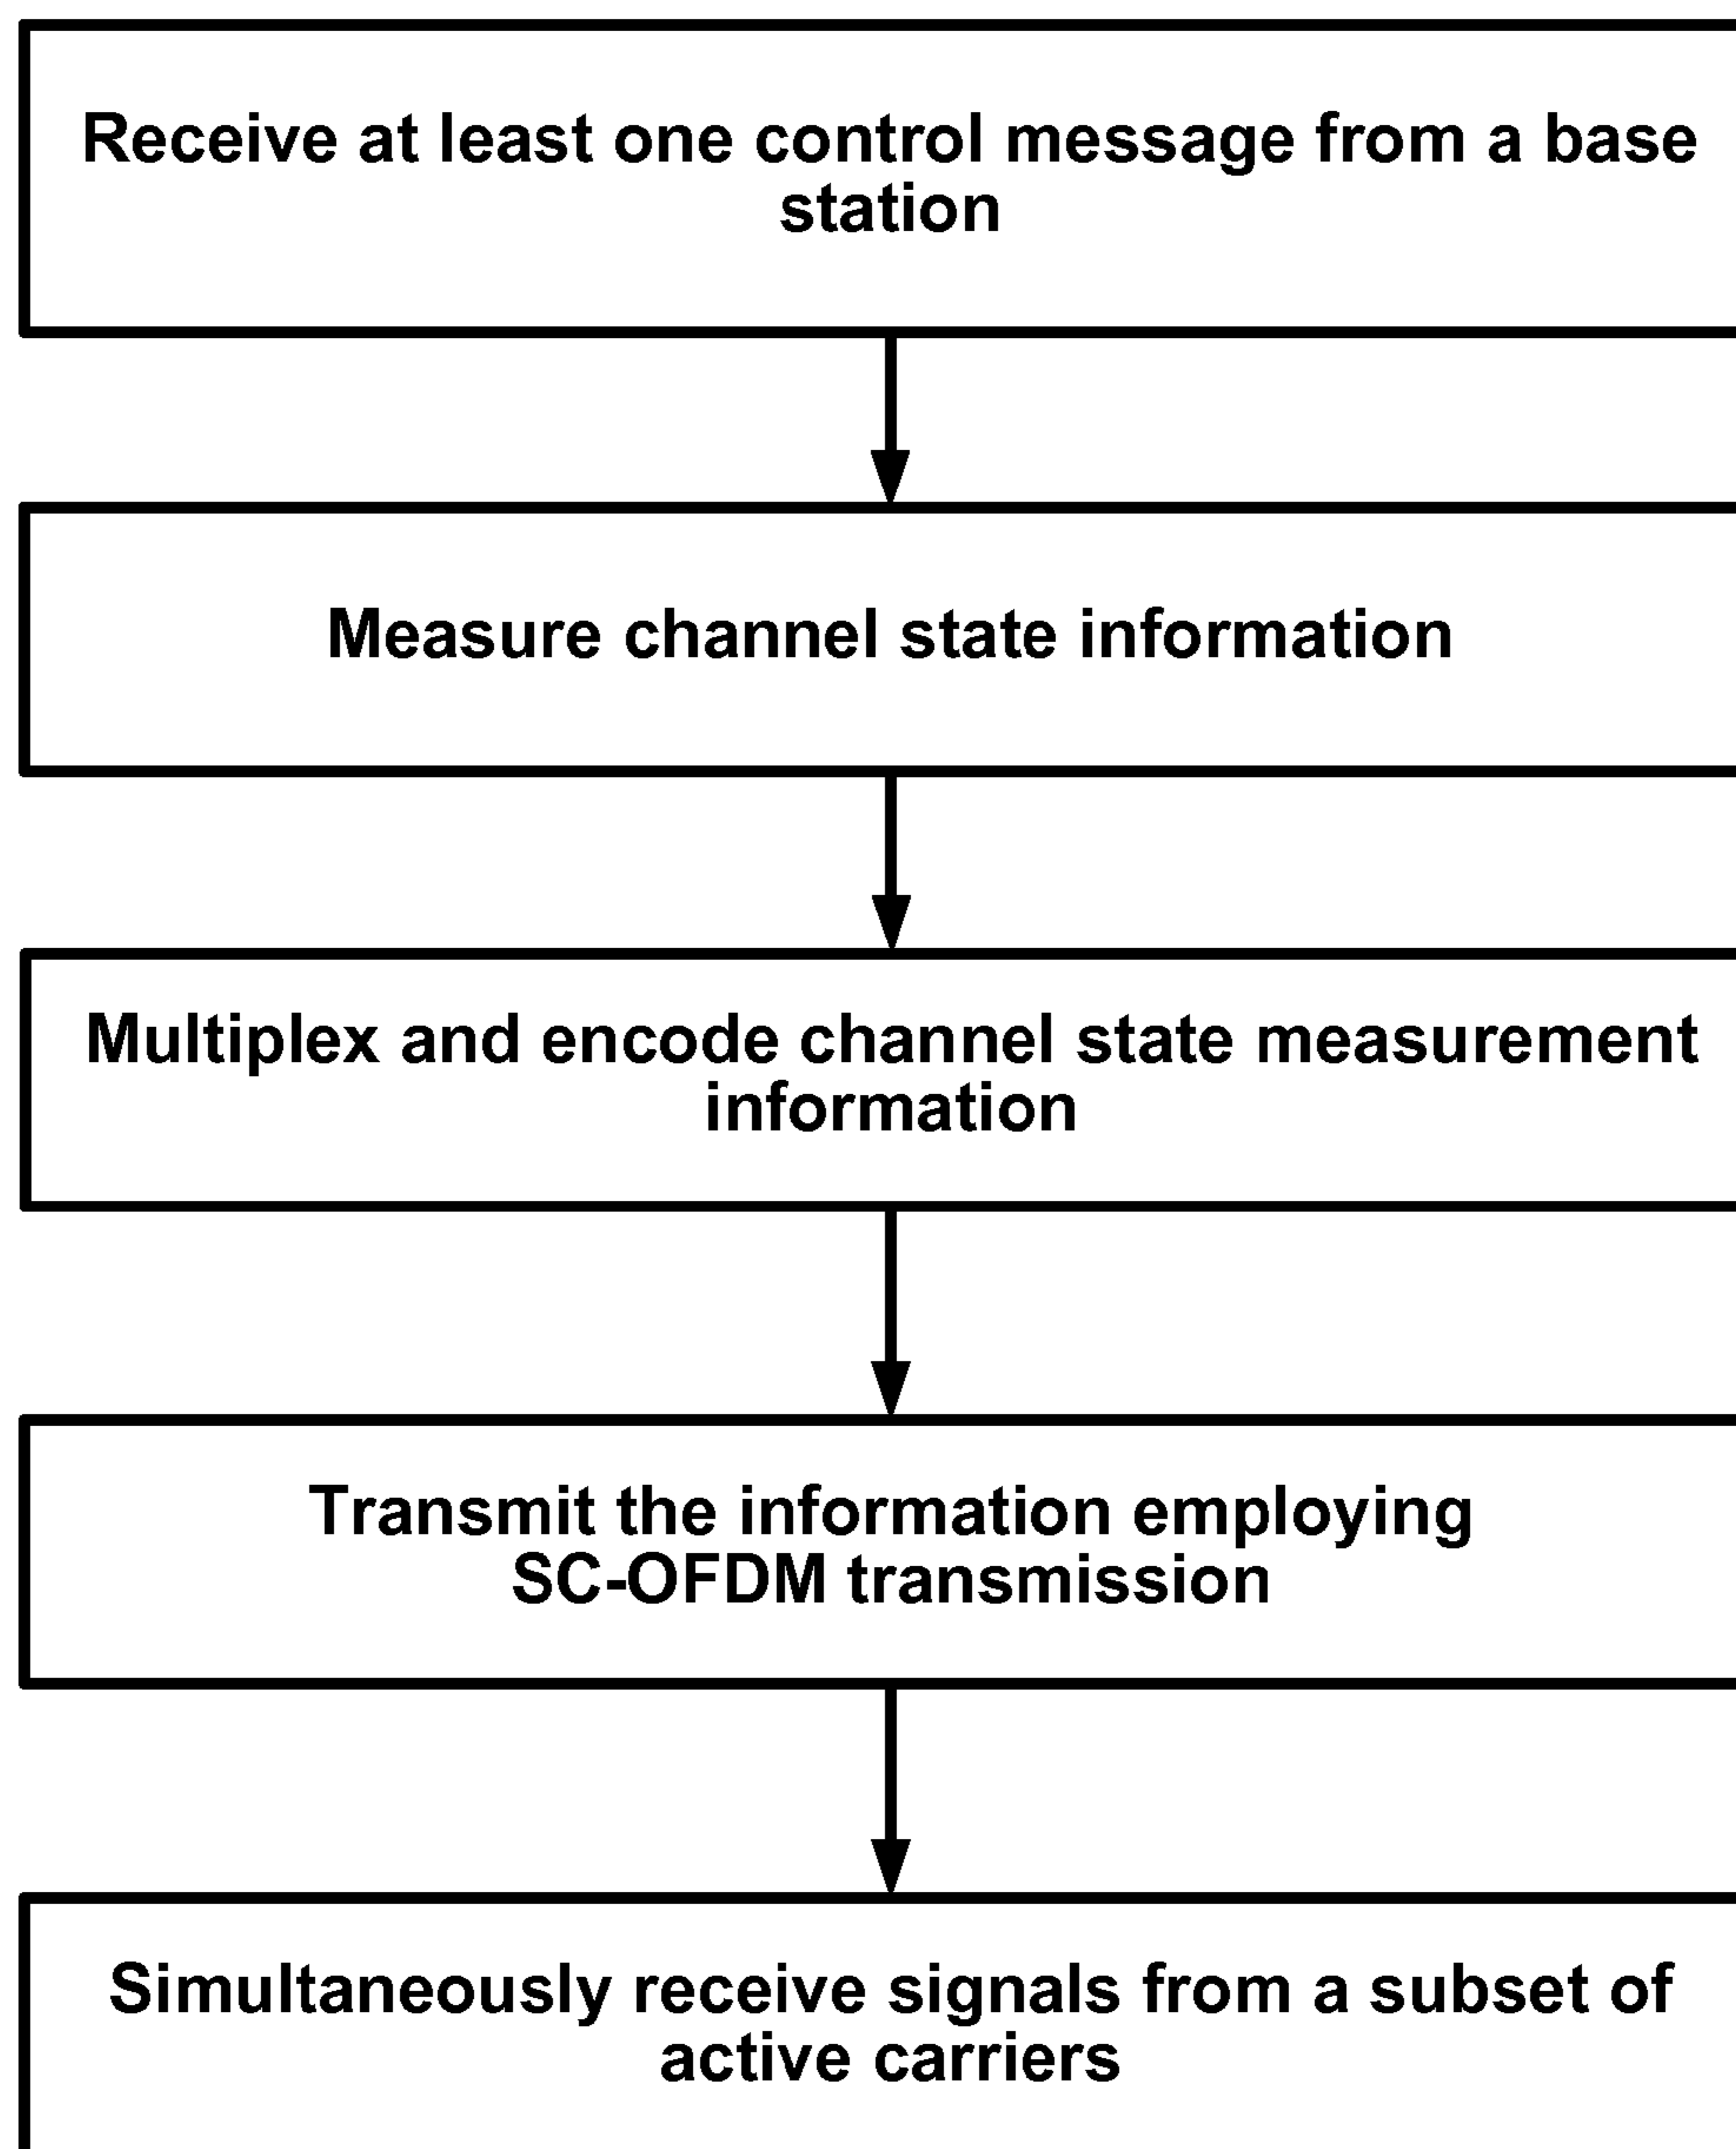 Receive at least one control message from a base
station
Measure channel state information
Multiplex and encode channel state measurement
information
Transmit the information employing
SC-OFDM transmission
Simultaneously receive signals from a subset of
active carriers